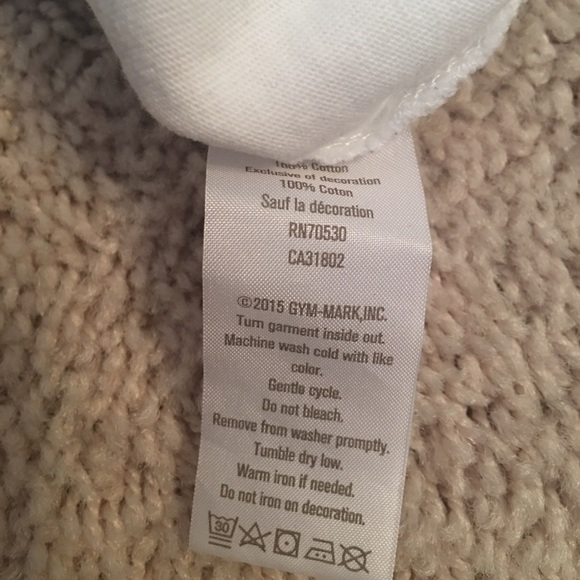 100% Cotton
Exclusive of decoration
100% Coton
Sauf la décoration
RN70530
CA31802
©2015 GYM-MARK,INC.
Turn garment inside out.
Machine wash cold with like
color.
Gentle cycle.
Do not bleach.
Remove from washer promptly.
Tumble dry low.
Warm iron if needed.
Do not iron on decoration.
30